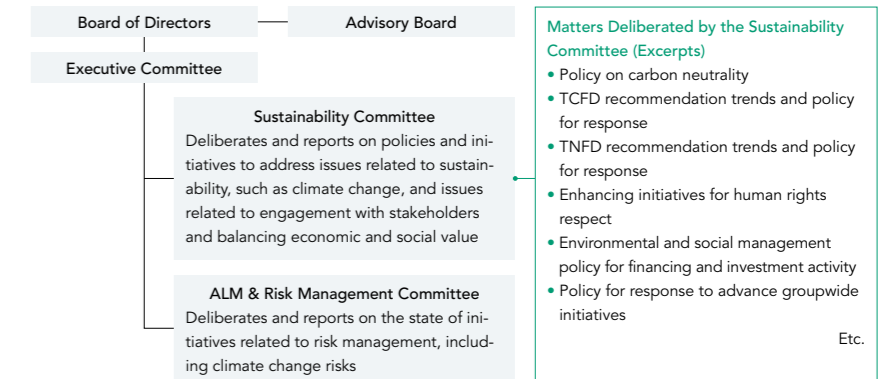 Board of Directors
Advisory Board
Executive Committee
Sustainability Committee
Deliberates and reports on policies and ini-
tiatives to address issues related to sustain-
ability, such as climate change, and issues
related to engagement with stakeholders
and balancing economic and social value
ALM & Risk Management Committee
Deliberates and reports on the state of ini-
tiatives related to risk management, includ-
ing climate change risks
Matters Deliberated by the Sustainability
Committee (Excerpts)
• Policy on carbon neutrality
• TCFD recommendation trends and policy
for response
• TNFD recommendation trends and policy
for response
• Enhancing initiatives for human rights
respect
• Environmental and social management
policy for financing and investment activity
• Policy for response to advance groupwide
initiatives
Etc.